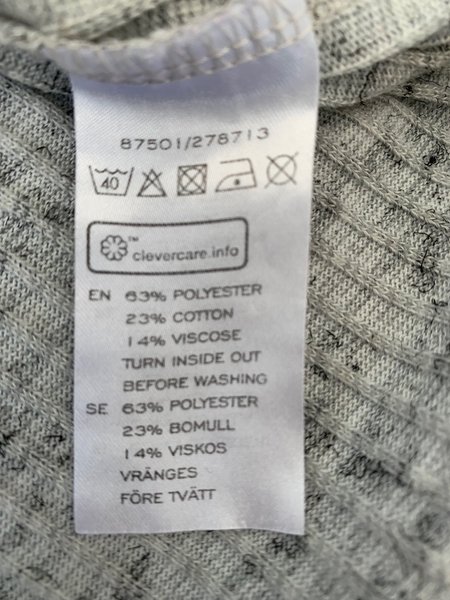 87501/278713
40
™
clevercare.info
EN 63% POLYESTER
23% COTTON
14% VISCOSE
TURN INSIDE OUT
BEFORE WASHING
SE 63% POLYESTER
23% BOMULL
14% VISKOS
VRÄNGES
FÖRE TVÄTT